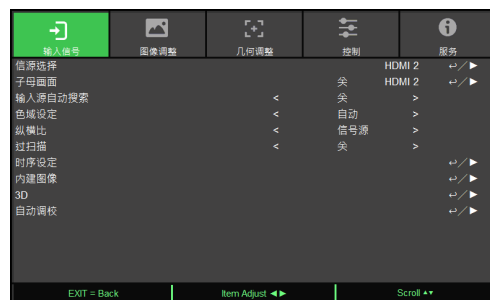 输入信号 图像调整 几何调整 控制 服务
信源选择 HDMI 2
子母画面 关 HDMI 2
输入源自动搜索 < 关 >
色域设定 < 自动 >
纵横比 < 信号源 >
过扫描 < 关 >
时序设定
内建图像
3D
自动调校
EXIT = Back Item Adjust ◄► Scroll ▲▼